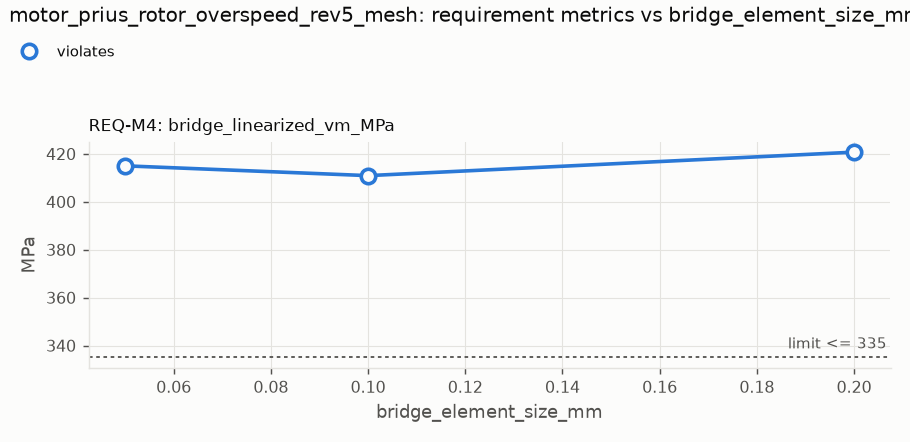 motor_prius_rotor_overspeed_rev5_mesh: requirement metrics vs bridge_element_size_mm
violates
REQ-M4: bridge_linearized_vm_MPa
420
400
380
360
340
MPa
limit <= 335
0.06
0.08
0.10
0.12
0.14
0.16
0.18
0.20
bridge_element_size_mm